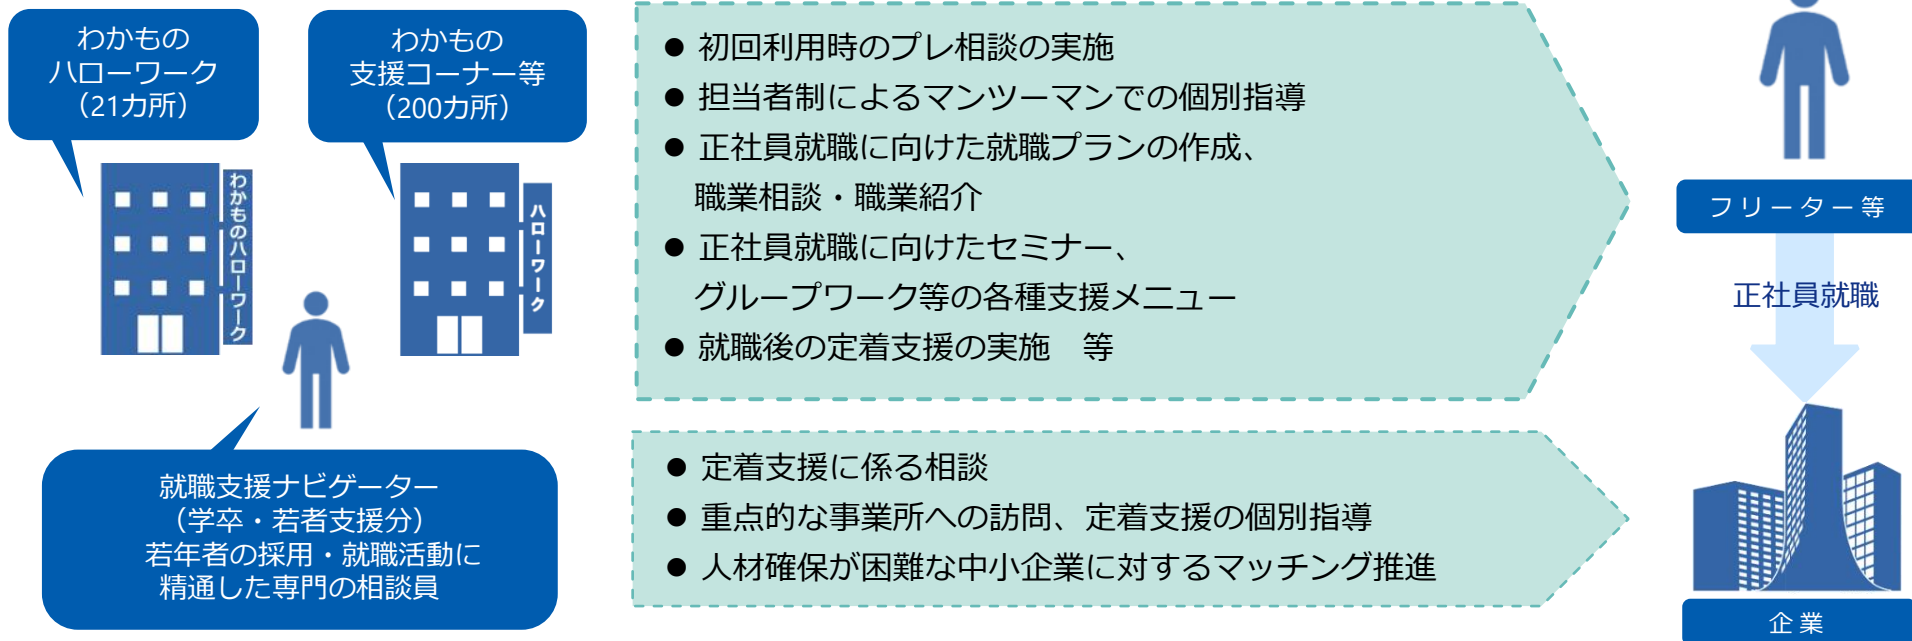 わかもの
ハローワーク
（21カ所）
わかもの
支援コーナー等
（200カ所）
わかものハローワーク
ハローワーク
就職支援ナビゲーター
（学卒・若者支援分）
若年者の採用・就職活動に
精通した専門の相談員
● 初回利用時のプレ相談の実施
● 担当者制によるマンツーマンでの個別指導
● 正社員就職に向けた就職プランの作成、
職業相談・職業紹介
● 正社員就職に向けたセミナー、
グループワーク等の各種支援メニュー
● 就職後の定着支援の実施　等
● 定着支援に係る相談
● 重点的な事業所への訪問、定着支援の個別指導
● 人材確保が困難な中小企業に対するマッチング推進
フリーター等
正社員就職
企業